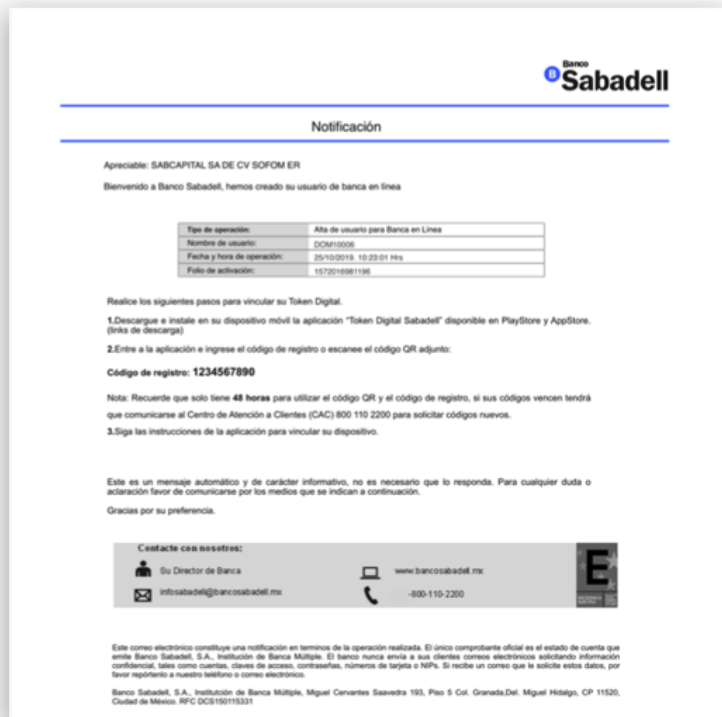 Banco
B Sabadell
Notificación
Apreciable: SABCAPITAL SA DE CV SOFOM ER
Bienvenido a Banco Sabadell, hemos creado su usuario de banca en línea
Tipo de operación: Alta de usuario para Banca en Línea
Nombre de usuario: DOM10006
Fecha y hora de operación: 25/10/2019. 10:23:01 Hrs
Folio de activación: 1572016981196
Realice los siguientes pasos para vincular su Token Digital.
1.Descargue e instale en su dispositivo móvil la aplicación "Token Digital Sabadell" disponible en PlayStore y AppStore.
(links de descarga)
2.Entre a la aplicación e ingrese el código de registro o escanee el código QR adjunto:
Código de registro: 1234567890
Nota: Recuerde que solo tiene 48 horas para utilizar el código QR y el código de registro, si sus códigos vencen tendrá
que comunicarse al Centro de Atención a Clientes (CAC) 800 110 2200 para solicitar códigos nuevos.
3.Siga las instrucciones de la aplicación para vincular su dispositivo.
Este es un mensaje automático y de carácter informativo, no es necesario que lo responda. Para cualquier duda o
aclaración favor de comunicarse por los medios que se indican a continuación.
Gracias por su preferencia.
Contacte con nosotros:
Su Director de Banca www.bancosabadell.mx
infosabadell@bancosabadell.mx -800-110-2200
E
Este correo electrónico constituye una notificación en terminos de la operación realizada. El único comprobante oficial es el estado de cuenta que
emite Banco Sabadell, S.A., Institución de Banca Múltiple. El banco nunca envía a sus clientes correos electrónicos solicitando información
confidencial, tales como cuentas, claves de acceso, contraseñas, números de tarjeta o NIPs. Si recibe un correo que le solicite estos datos, por
favor repórtenlo a nuestro teléfono o correo electrónico.
Banco Sabadell, S.A., Institutción de Banca Múltiple, Miguel Cervantes Saavedra 193, Piso 5 Col. Granada,Del. Miguel Hidalgo, CP 11520,
Ciudad de México. RFC DCS150115331